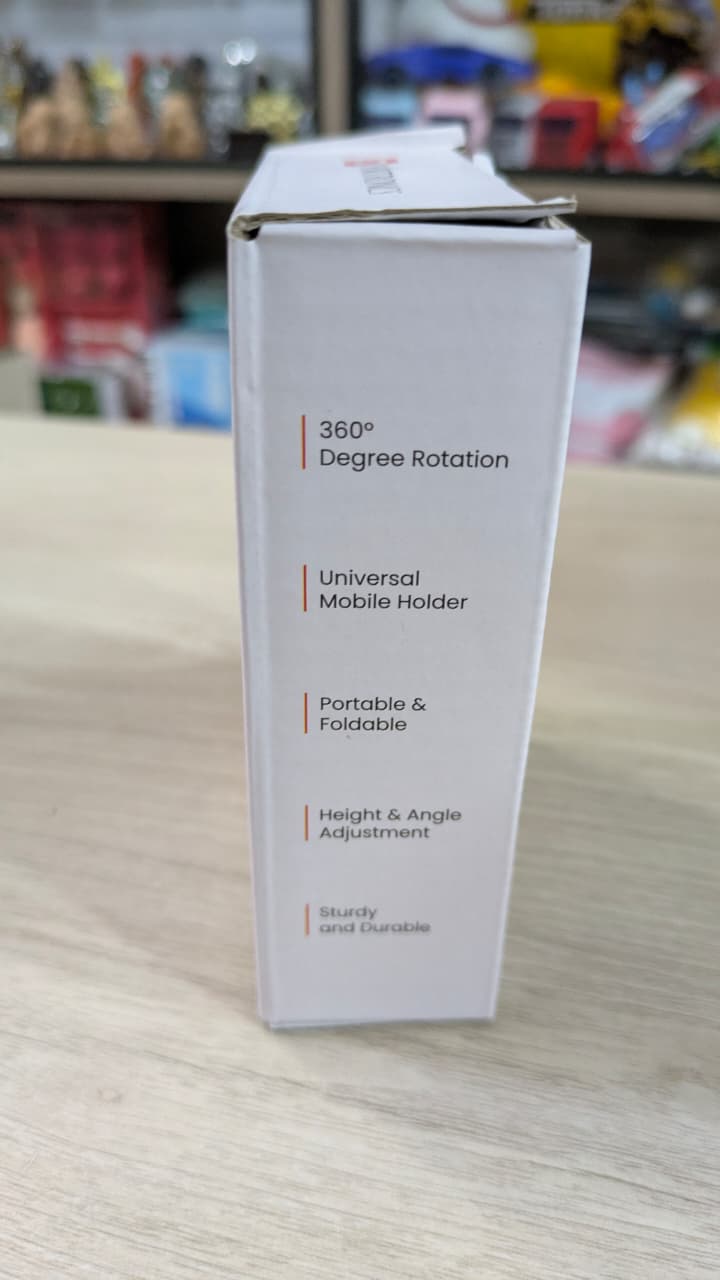 360°
Degree Rotation
Universal
Mobile Holder
Portable &
Foldable
Height & Angle
Adjustment
Sturdy
and Durable